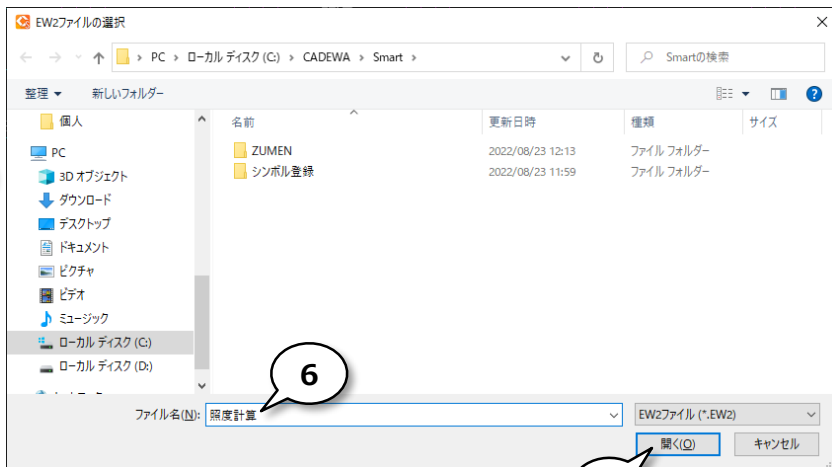 EW2ファイルの選択
PC › ローカル ディスク (C:) › CADEWA › Smart ›
Smartの検索
整理 新しいフォルダー
個人
PC
3D オブジェクト
ダウンロード
デスクトップ
ドキュメント
ピクチャ
ビデオ
ミュージック
ローカル ディスク (C:)
ローカル ディスク (D:)
名前 更新日時 種類 サイズ
ZUMEN 2022/08/23 12:13 ファイル フォルダー
シンボル登録 2022/08/23 11:59 ファイル フォルダー
6
ファイル名(N): 照度計算 EW2ファイル (*.EW2)
開く(O) キャンセル